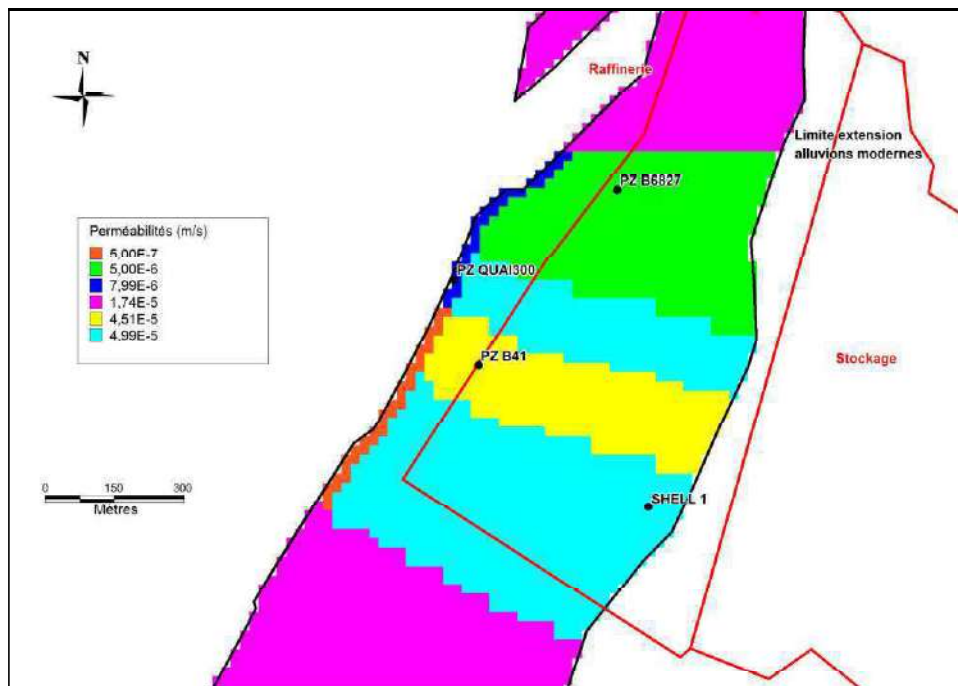 N
Raffinerie
Limite extension
alluvions modernes
PZ B6827
Perméabilités (m/s)
5,00E-7
5,00E-6
7,99E-6
1,74E-5
4,51E-5
4,99E-5
PZ QUAI300
PZ B41
Stockage
0 150 300
Mètres
SHELL 1